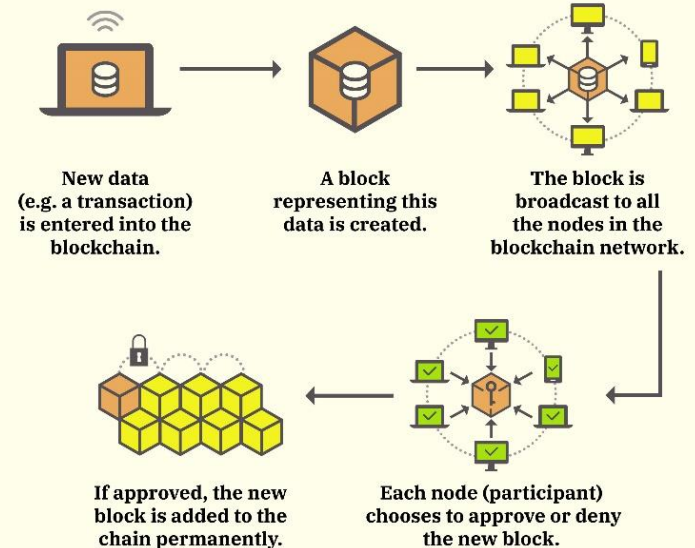 New data
(e.g. a transaction)
is entered into the
blockchain.
A block
representing this
data is created.
The block is
broadcast to all
the nodes in the
blockchain network.
If approved, the new
block is added to the
chain permanently.
Each node (participant)
chooses to approve or deny
the new block.